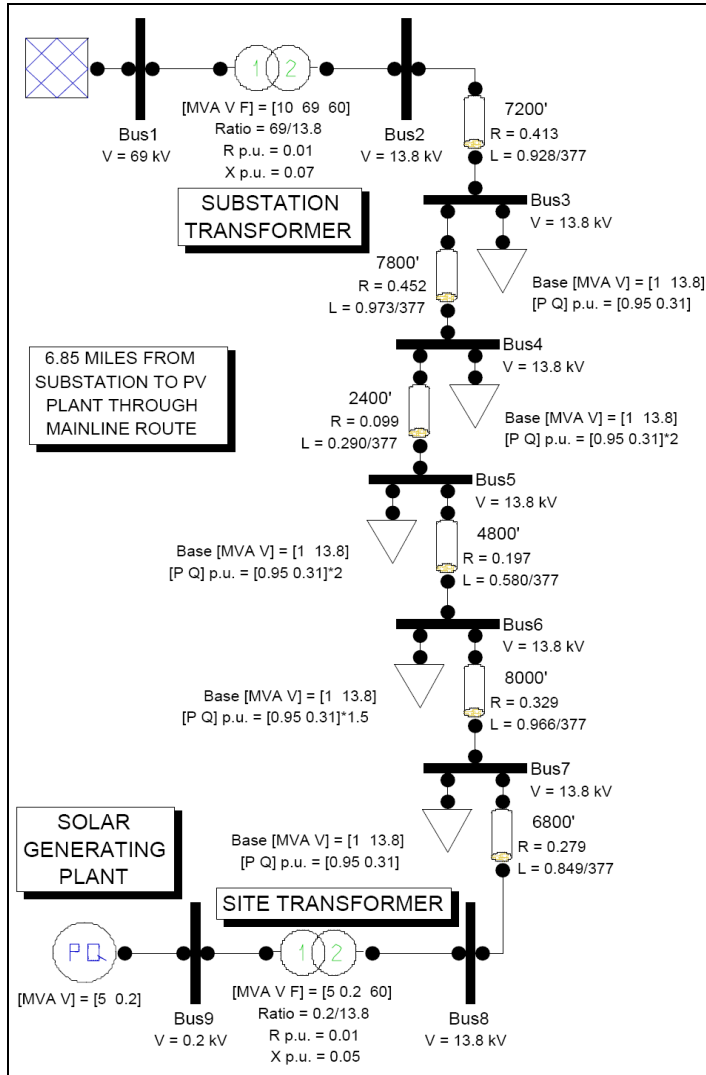 1 2
[MVA V F] = [10 69 60]
Ratio = 69/13.8
R p.u. = 0.01
X p.u. = 0.07
Bus1
V = 69 kV
Bus2
V = 13.8 kV
7200'
R = 0.413
L = 0.928/377
SUBSTATION
TRANSFORMER
Bus3
V = 13.8 kV
7800'
R = 0.452
L = 0.973/377
Base [MVA V] = [1 13.8]
[P Q] p.u. = [0.95 0.31]
Bus4
V = 13.8 kV
6.85 MILES FROM
SUBSTATION TO PV
PLANT THROUGH
MAINLINE ROUTE
2400'
R = 0.099
L = 0.290/377
Base [MVA V] = [1 13.8]
[P Q] p.u. = [0.95 0.31]*2
Bus5
V = 13.8 kV
4800'
R = 0.197
L = 0.580/377
Base [MVA V] = [1 13.8]
[P Q] p.u. = [0.95 0.31]*2
Bus6
V = 13.8 kV
8000'
R = 0.329
L = 0.966/377
Base [MVA V] = [1 13.8]
[P Q] p.u. = [0.95 0.31]*1.5
Bus7
V = 13.8 kV
6800'
R = 0.279
L = 0.849/377
Base [MVA V] = [1 13.8]
[P Q] p.u. = [0.95 0.31]
SOLAR
GENERATING
PLANT
SITE TRANSFORMER
PQ
[MVA V] = [5 0.2]
Bus9
V = 0.2 kV
1 2
[MVA V F] = [5 0.2 60]
Ratio = 0.2/13.8
R p.u. = 0.01
X p.u. = 0.05
Bus8
V = 13.8 kV